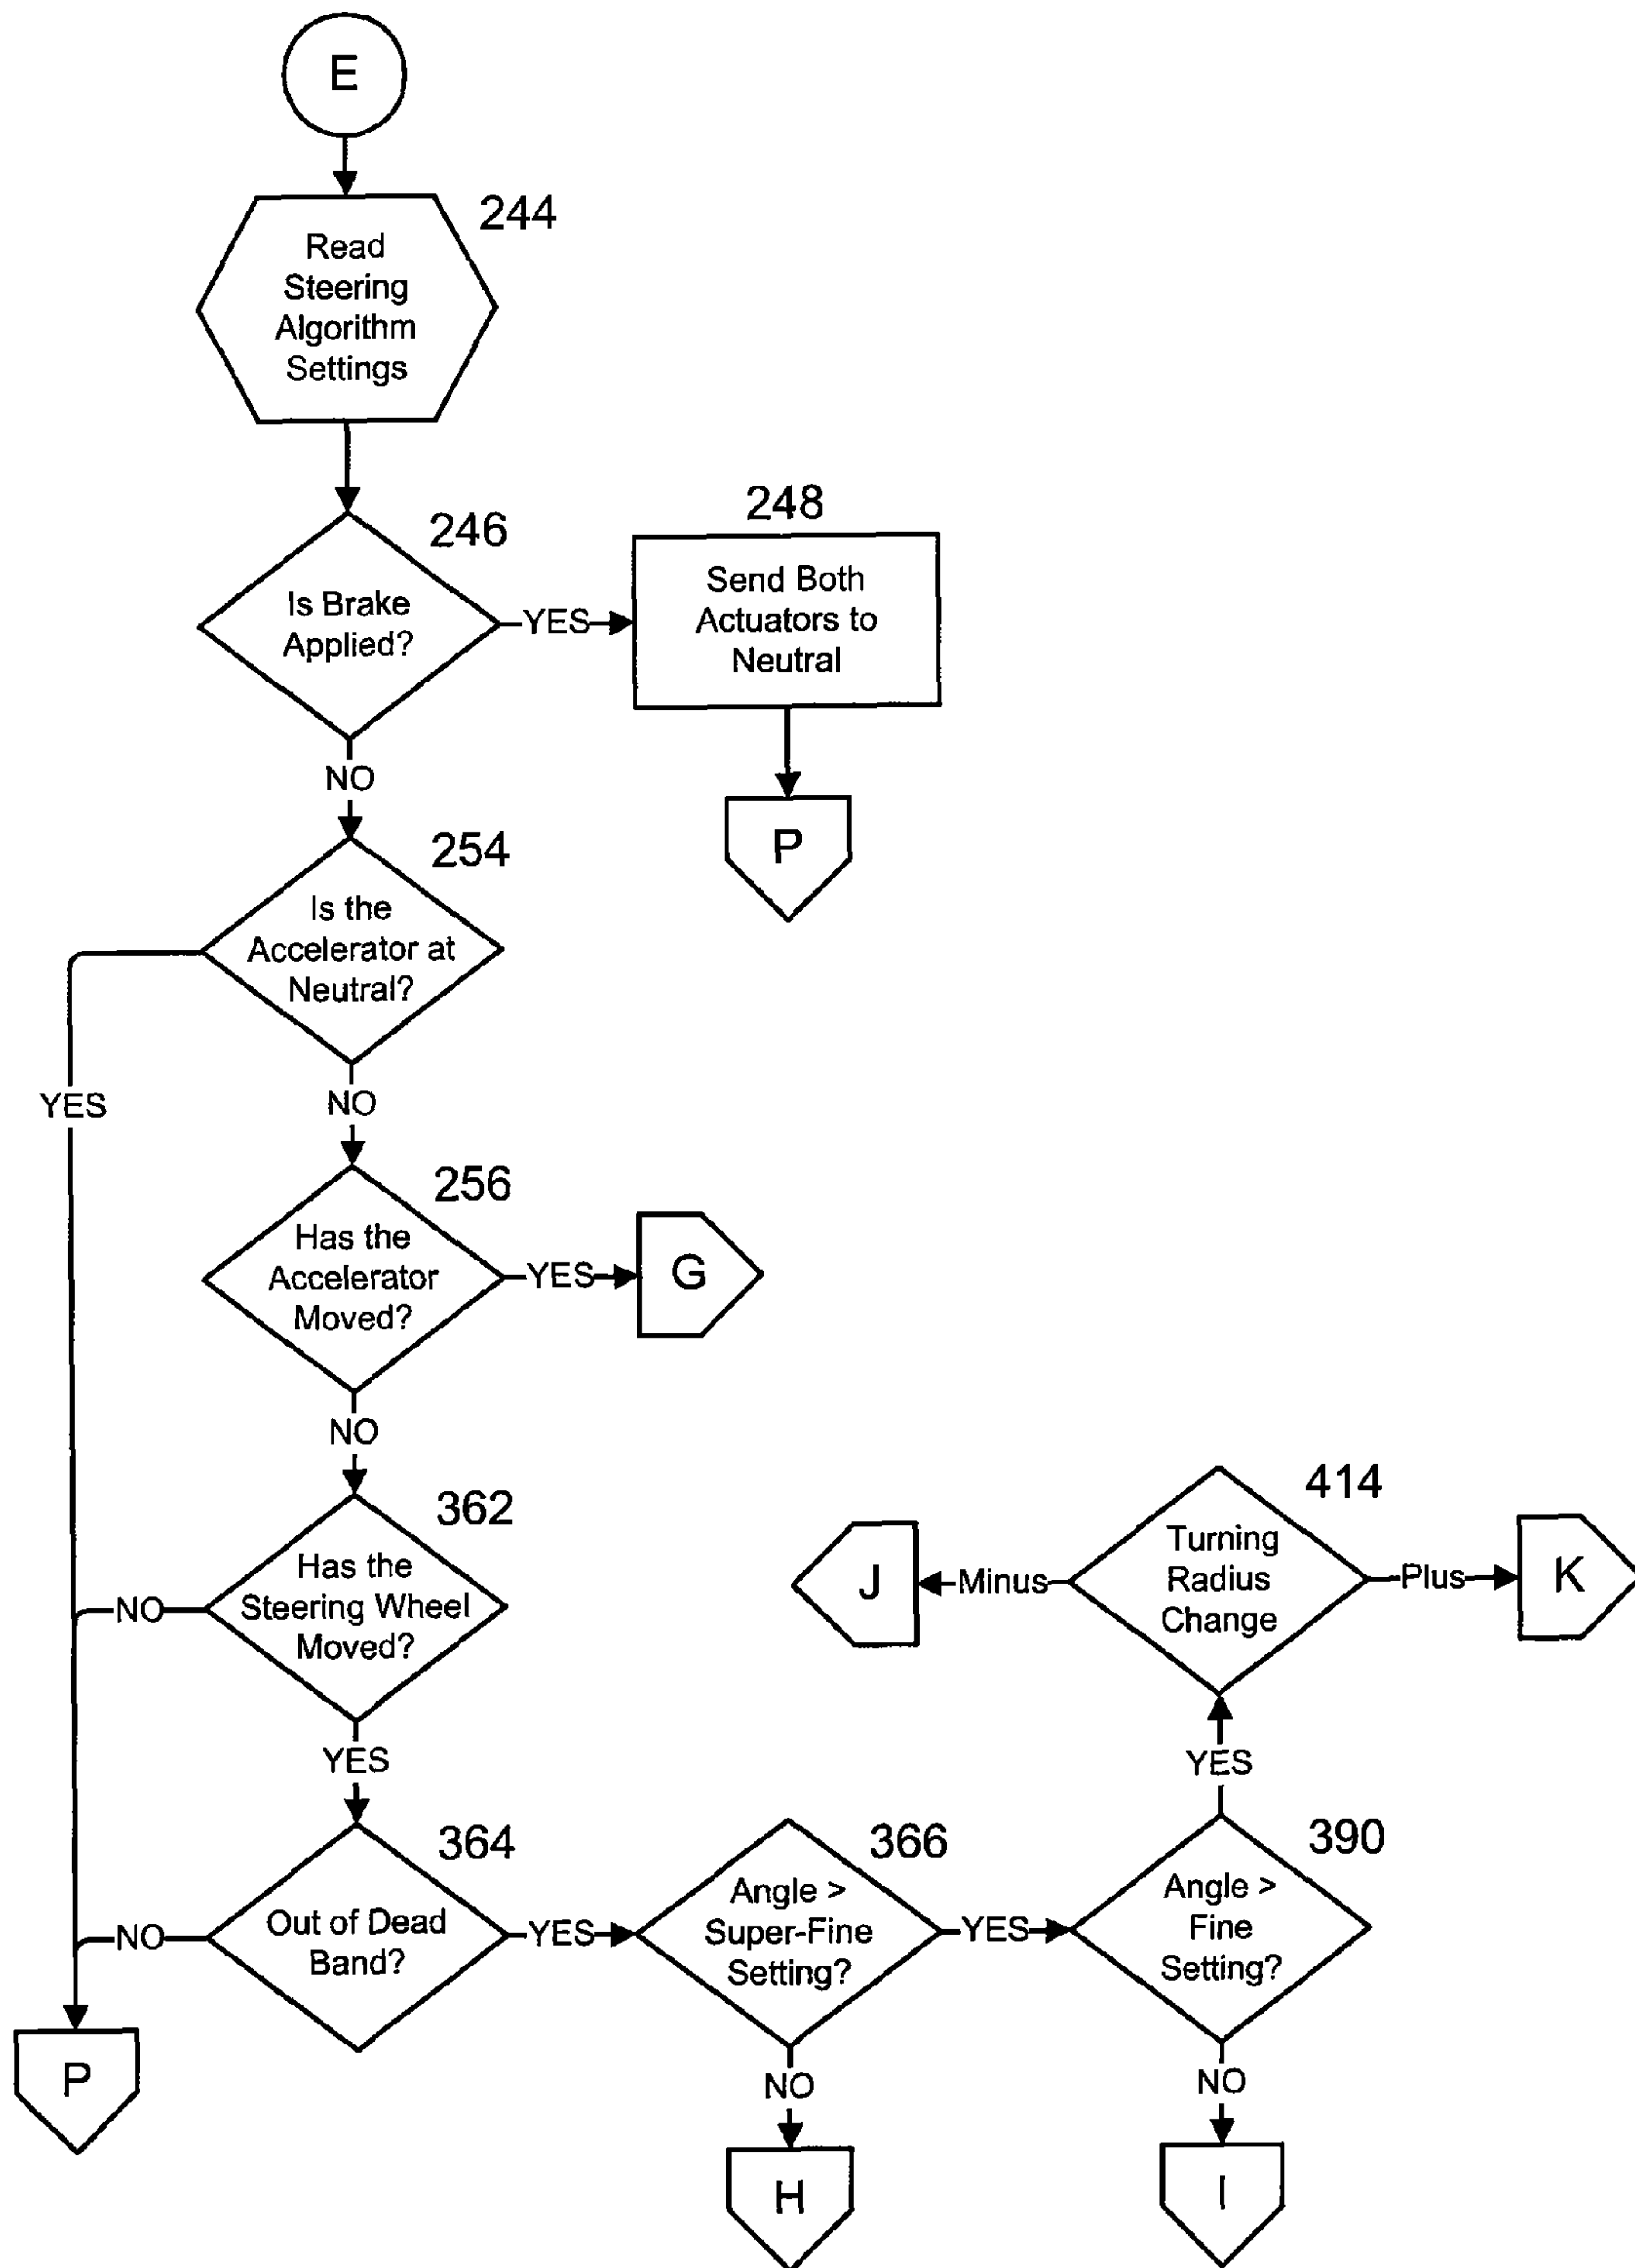 E
244
Read
Steering
Algorithm
Settings
246
Is Brake
Applied?
YES
248
Send Both
Actuators to
Neutral
P
NO
254
Is the
Accelerator at
Neutral?
YES
NO
256
Has the
Accelerator
Moved?
YES
G
NO
362
Has the
Steering Wheel
Moved?
NO
YES
414
Turning
Radius
Change
Minus
J
Plus
K
YES
364
Out of Dead
Band?
NO
YES
366
Angle >
Super-Fine
Setting?
YES
390
Angle >
Fine
Setting?
P
NO
H
NO
I